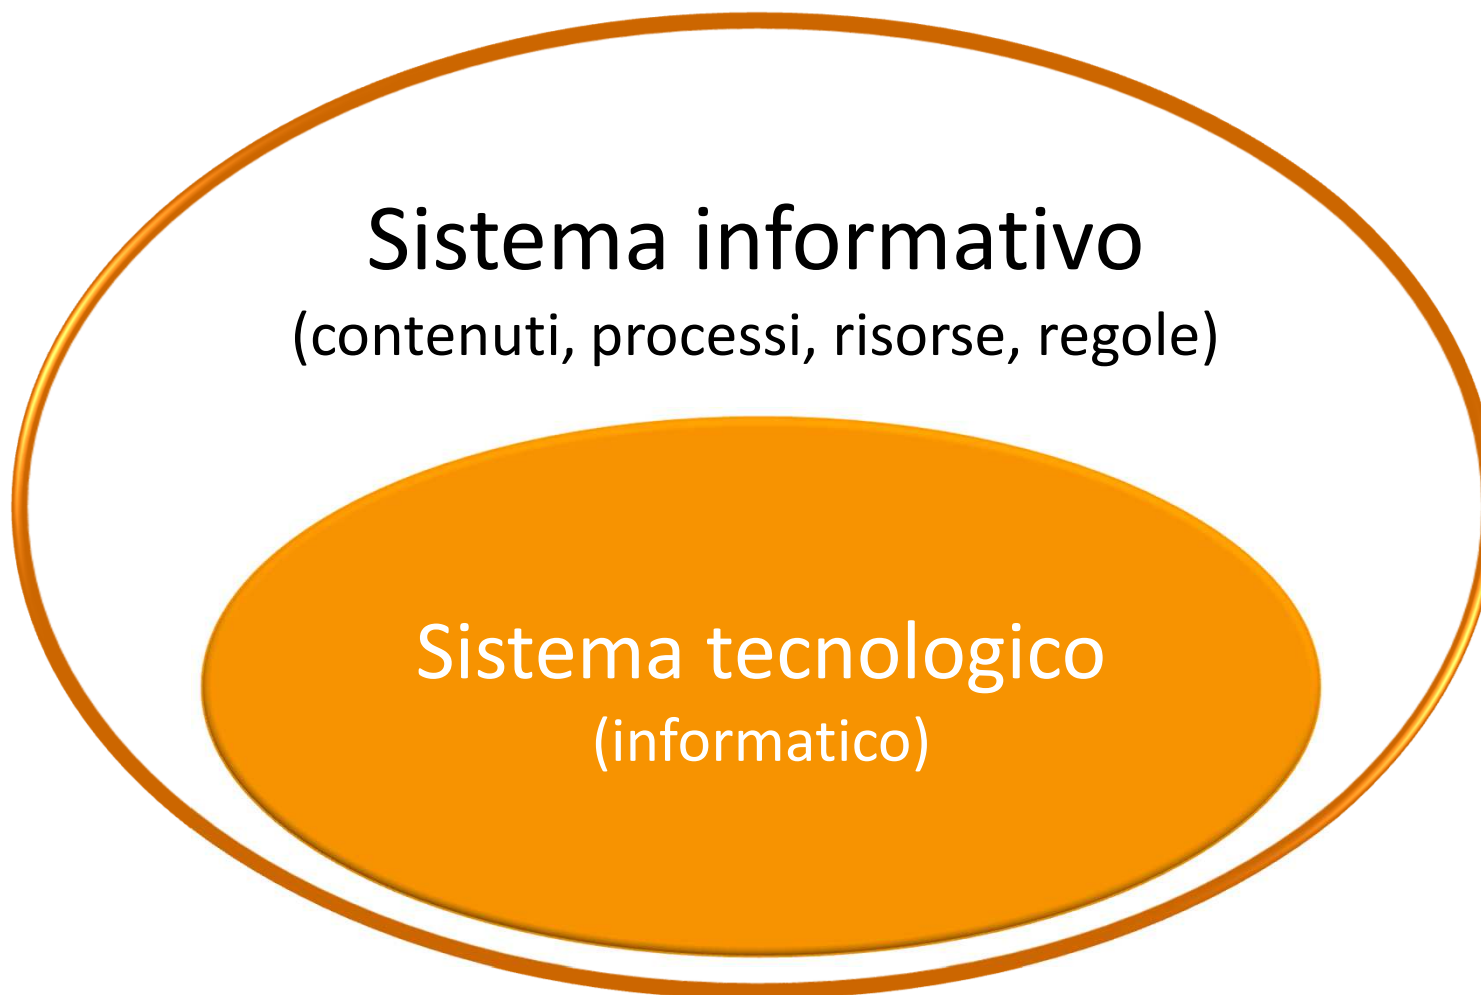 Sistema informativo
(contenuti, processi, risorse, regole)
Sistema tecnologico
(informatico)